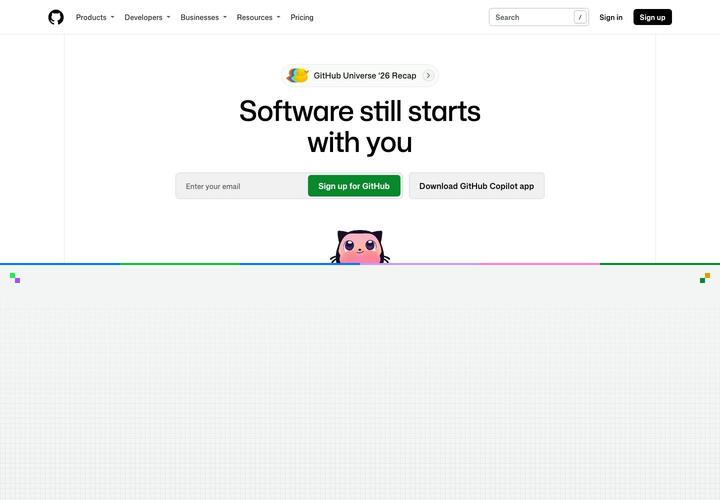 Products
Developers
Businesses
Resources
Pricing
Search
/
Sign in
Sign up
GitHub Universe '26 Recap
Software still starts
with you
Enter your email
Sign up for GitHub
Download GitHub Copilot app